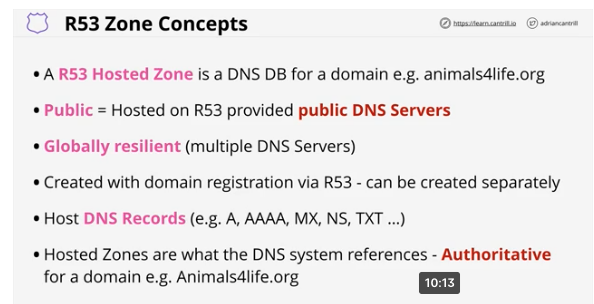 R53 Zone Concepts
https://learn.cantrill.io
adriancantrill
• A R53 Hosted Zone is a DNS DB for a domain e.g. animals4life.org
• Public = Hosted on R53 provided public DNS Servers
• Globally resilient (multiple DNS Servers)
• Created with domain registration via R53 - can be created separately
• Host DNS Records (e.g. A, AAAA, MX, NS, TXT ...)
• Hosted Zones are what the DNS system references - Authoritative
for a domain e.g. Animals4life.org
10:13